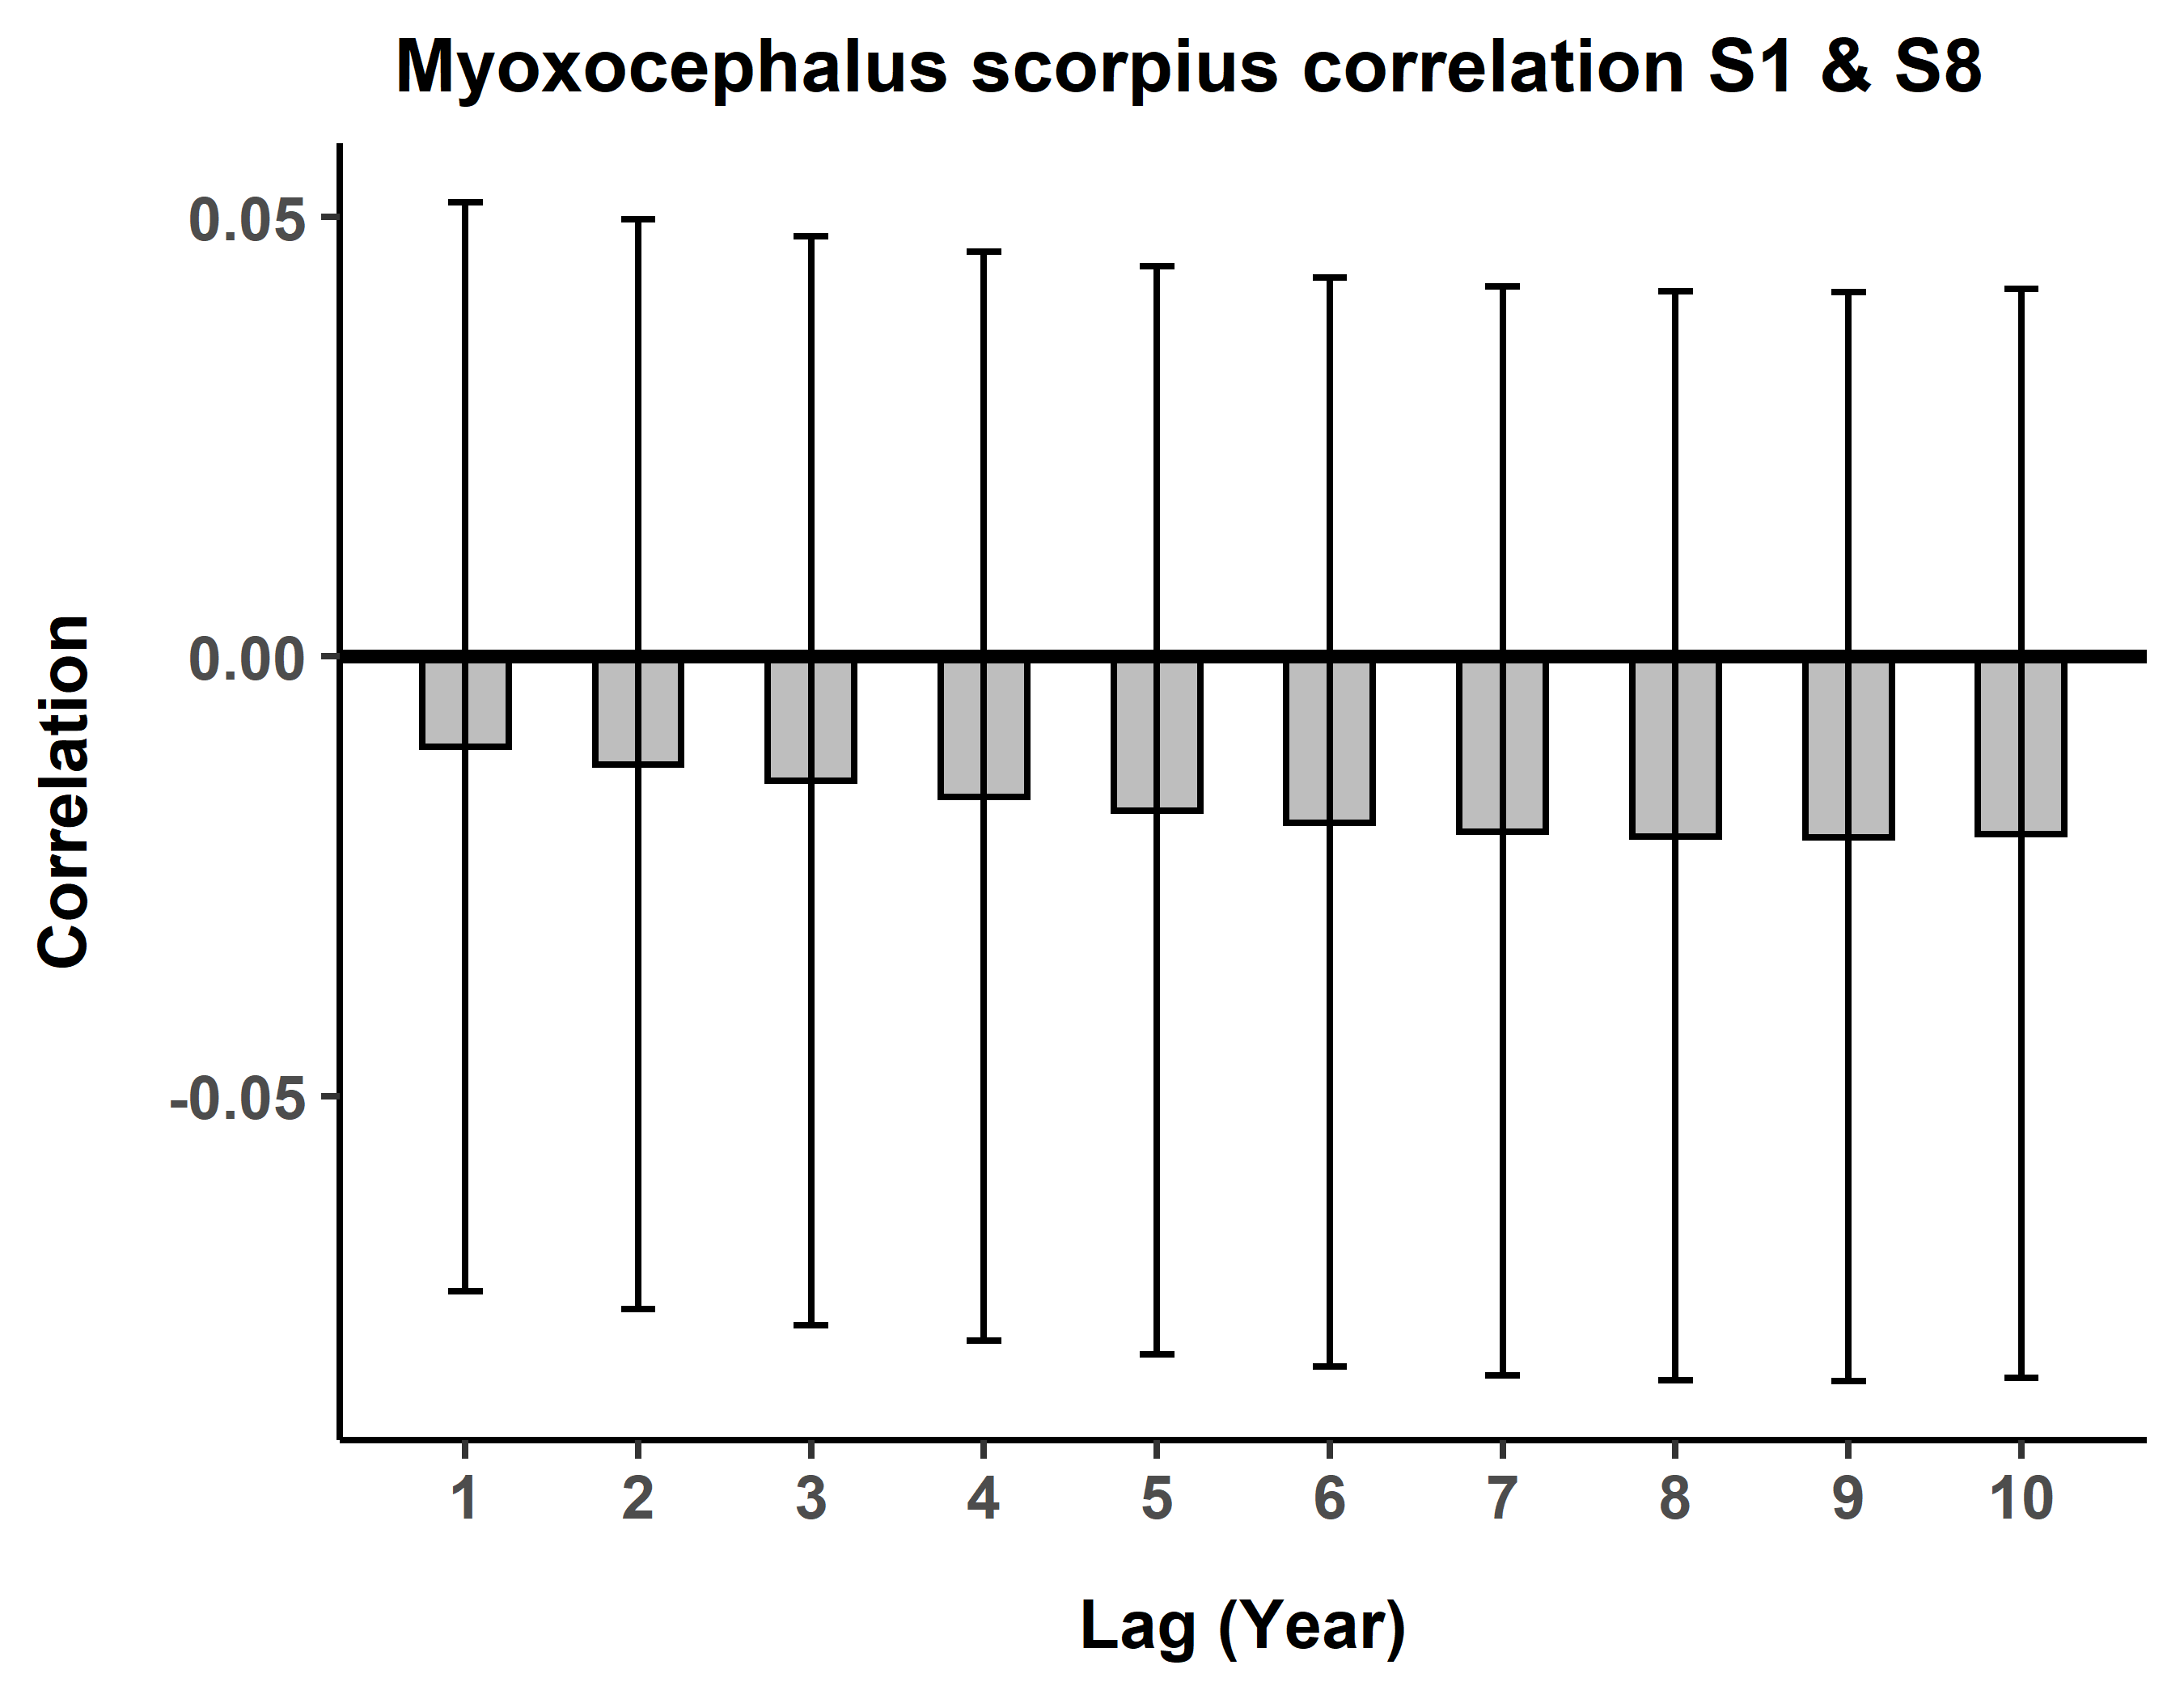 Myoxocephalus scorpius correlation S1 & S8
0.05
0.00
-0.05
Correlation
1 2 3 4 5 6 7 8 9 10
Lag (Year)